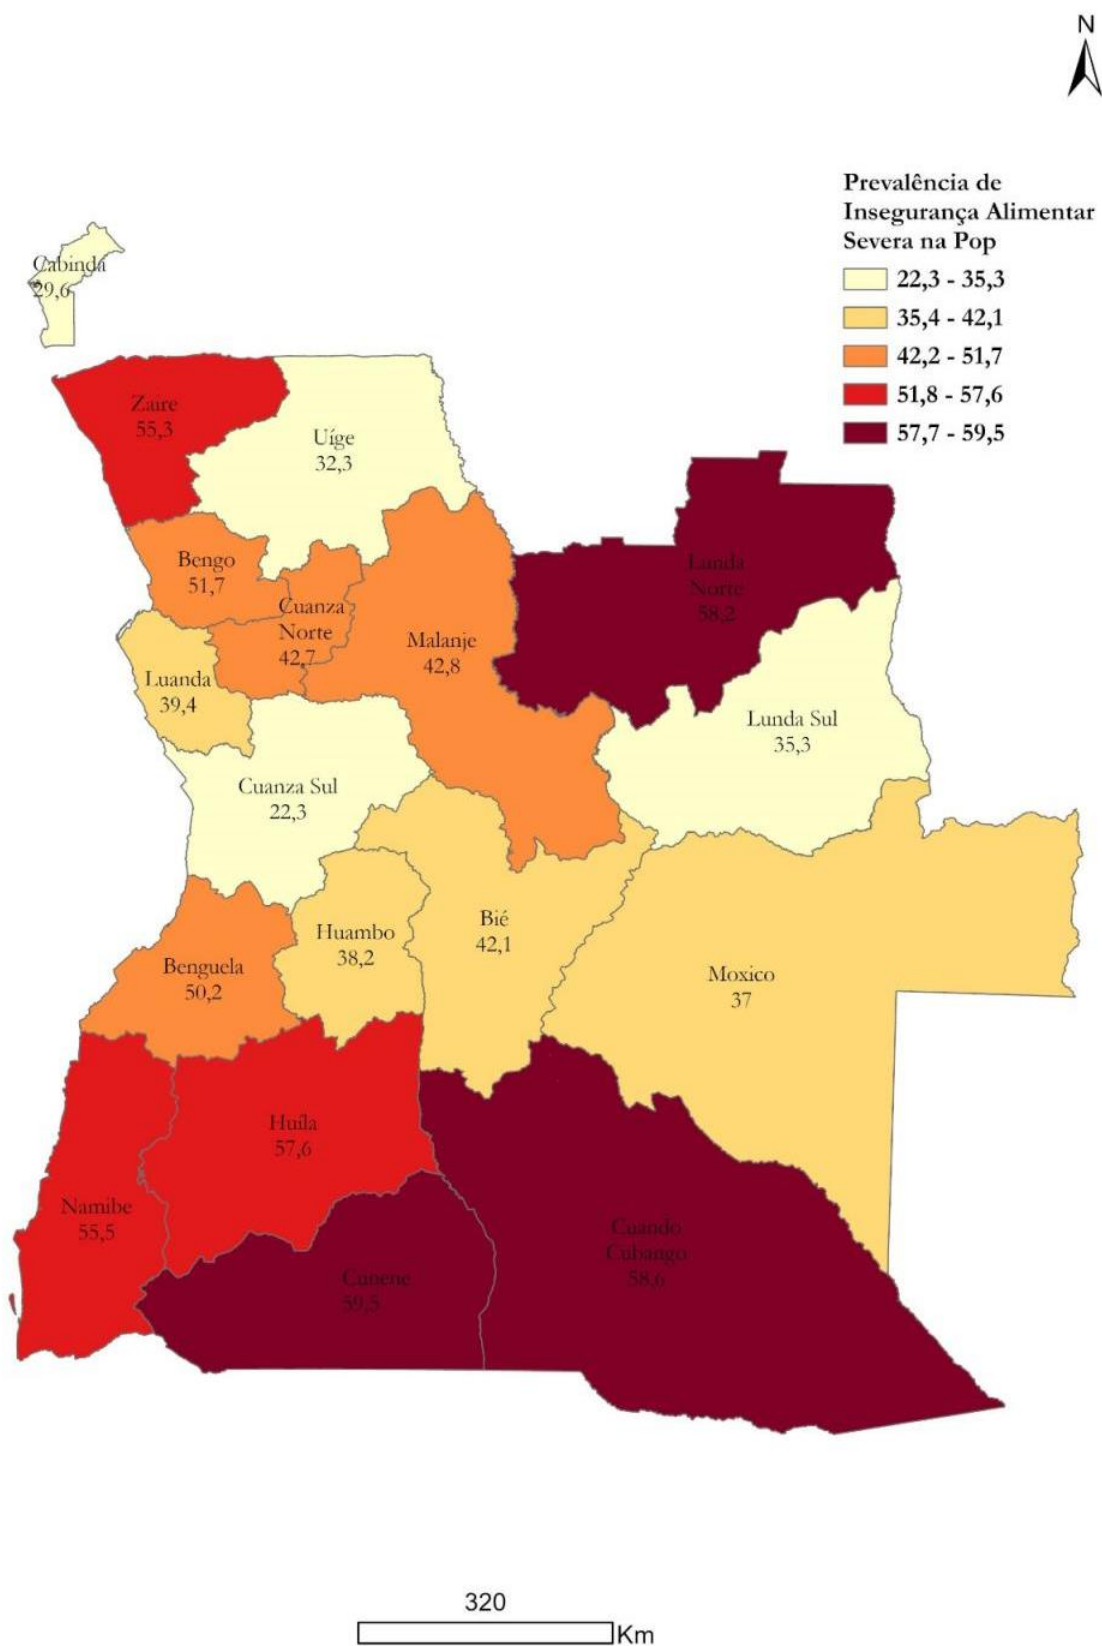 N
Prevalência de
Insegurança Alimentar
Severa na Pop
22,3 - 35,3
35,4 - 42,1
42,2 - 51,7
51,8 - 57,6
57,7 - 59,5
Cabinda
29,6
Zaire
55,3
Uíge
32,3
Bengo
51,7
Cuanza
Norte
42,7
Malanje
42,8
Lunda
Norte
58,2
Luanda
39,4
Lunda Sul
35,3
Cuanza Sul
22,3
Huambo
38,2
Bié
42,1
Benguela
50,2
Moxico
37
Huíla
57,6
Namibe
55,5
Cunene
59,5
Cuando
Cubango
58,6
320
Km